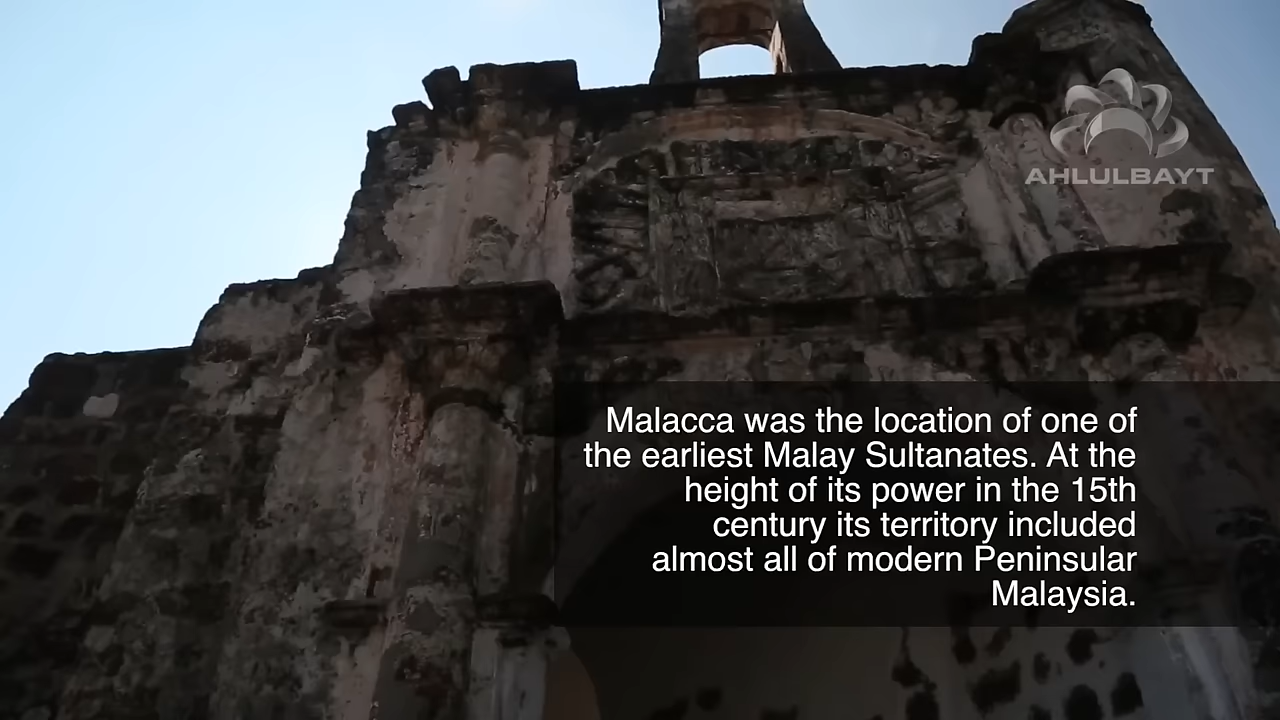 AHLULBAYT
Malacca was the location of one of
the earliest Malay Sultanates. At the
height of its power in the 15th
century its territory included
almost all of modern Peninsular
Malaysia.